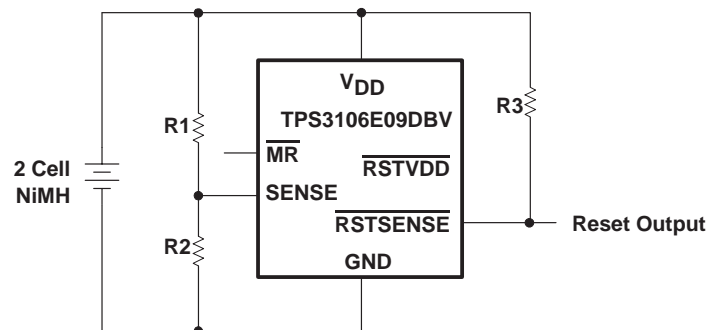 VDD
TPS3106E09DBV
R3
R1
MR
RSTVDD
2 Cell
NiMH
SENSE
RSTSENSE
Reset Output
R2
GND